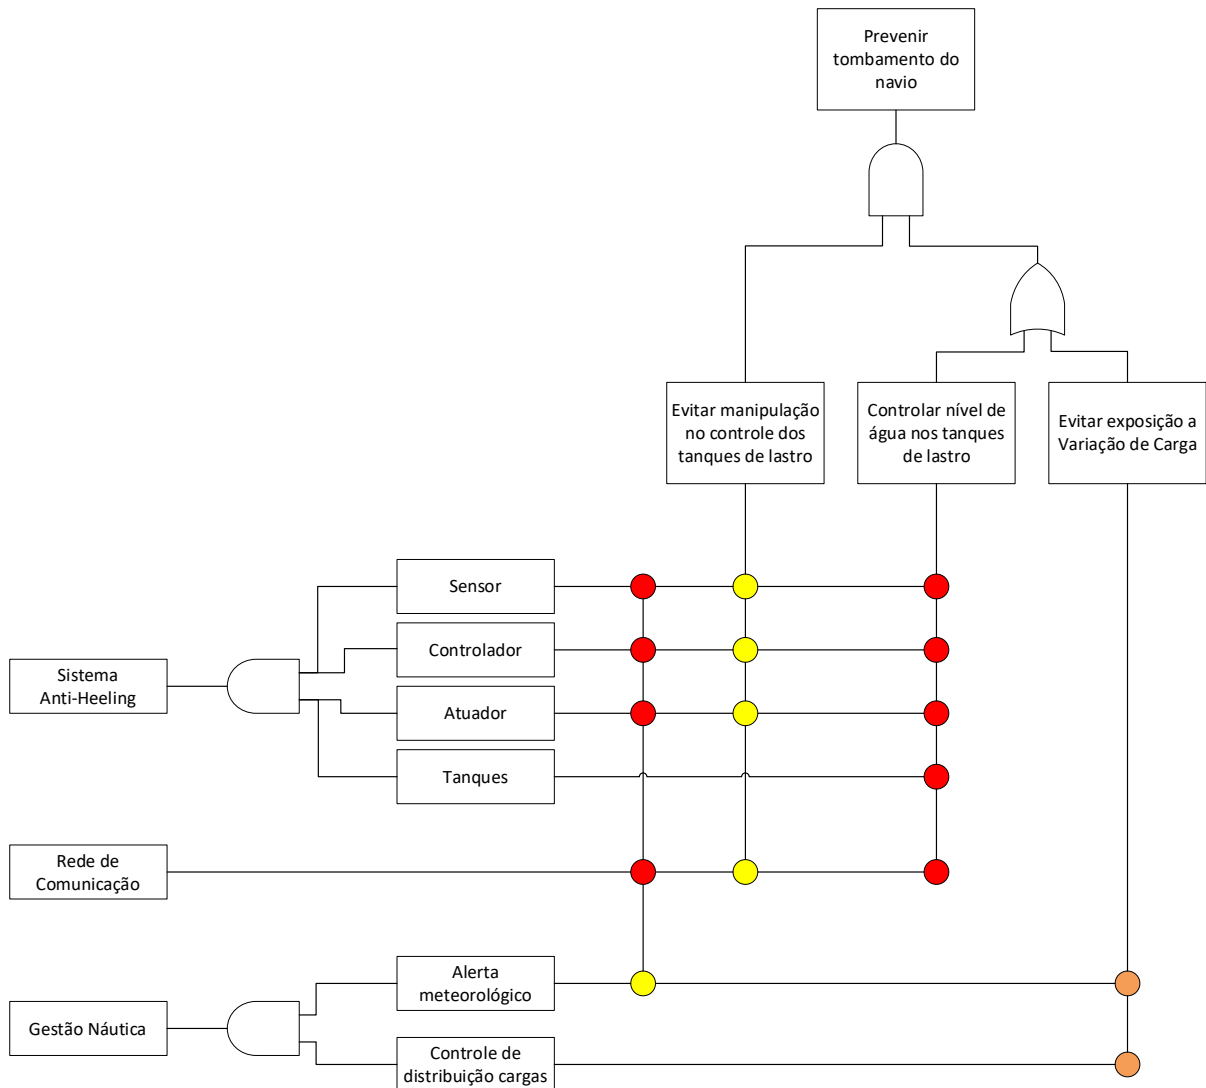 Prevenir
tombamento do
navio
Evitar manipulação
no controle dos
tanques de lastro
Controlar nível de
água nos tanques
de lastro
Evitar exposição a
Variação de Carga
Sensor
Controlador
Sistema
Anti-Heeling
Atuador
Tanques
Rede de
Comunicação
Alerta
meteorológico
Gestão Náutica
Controle de
distribuição cargas